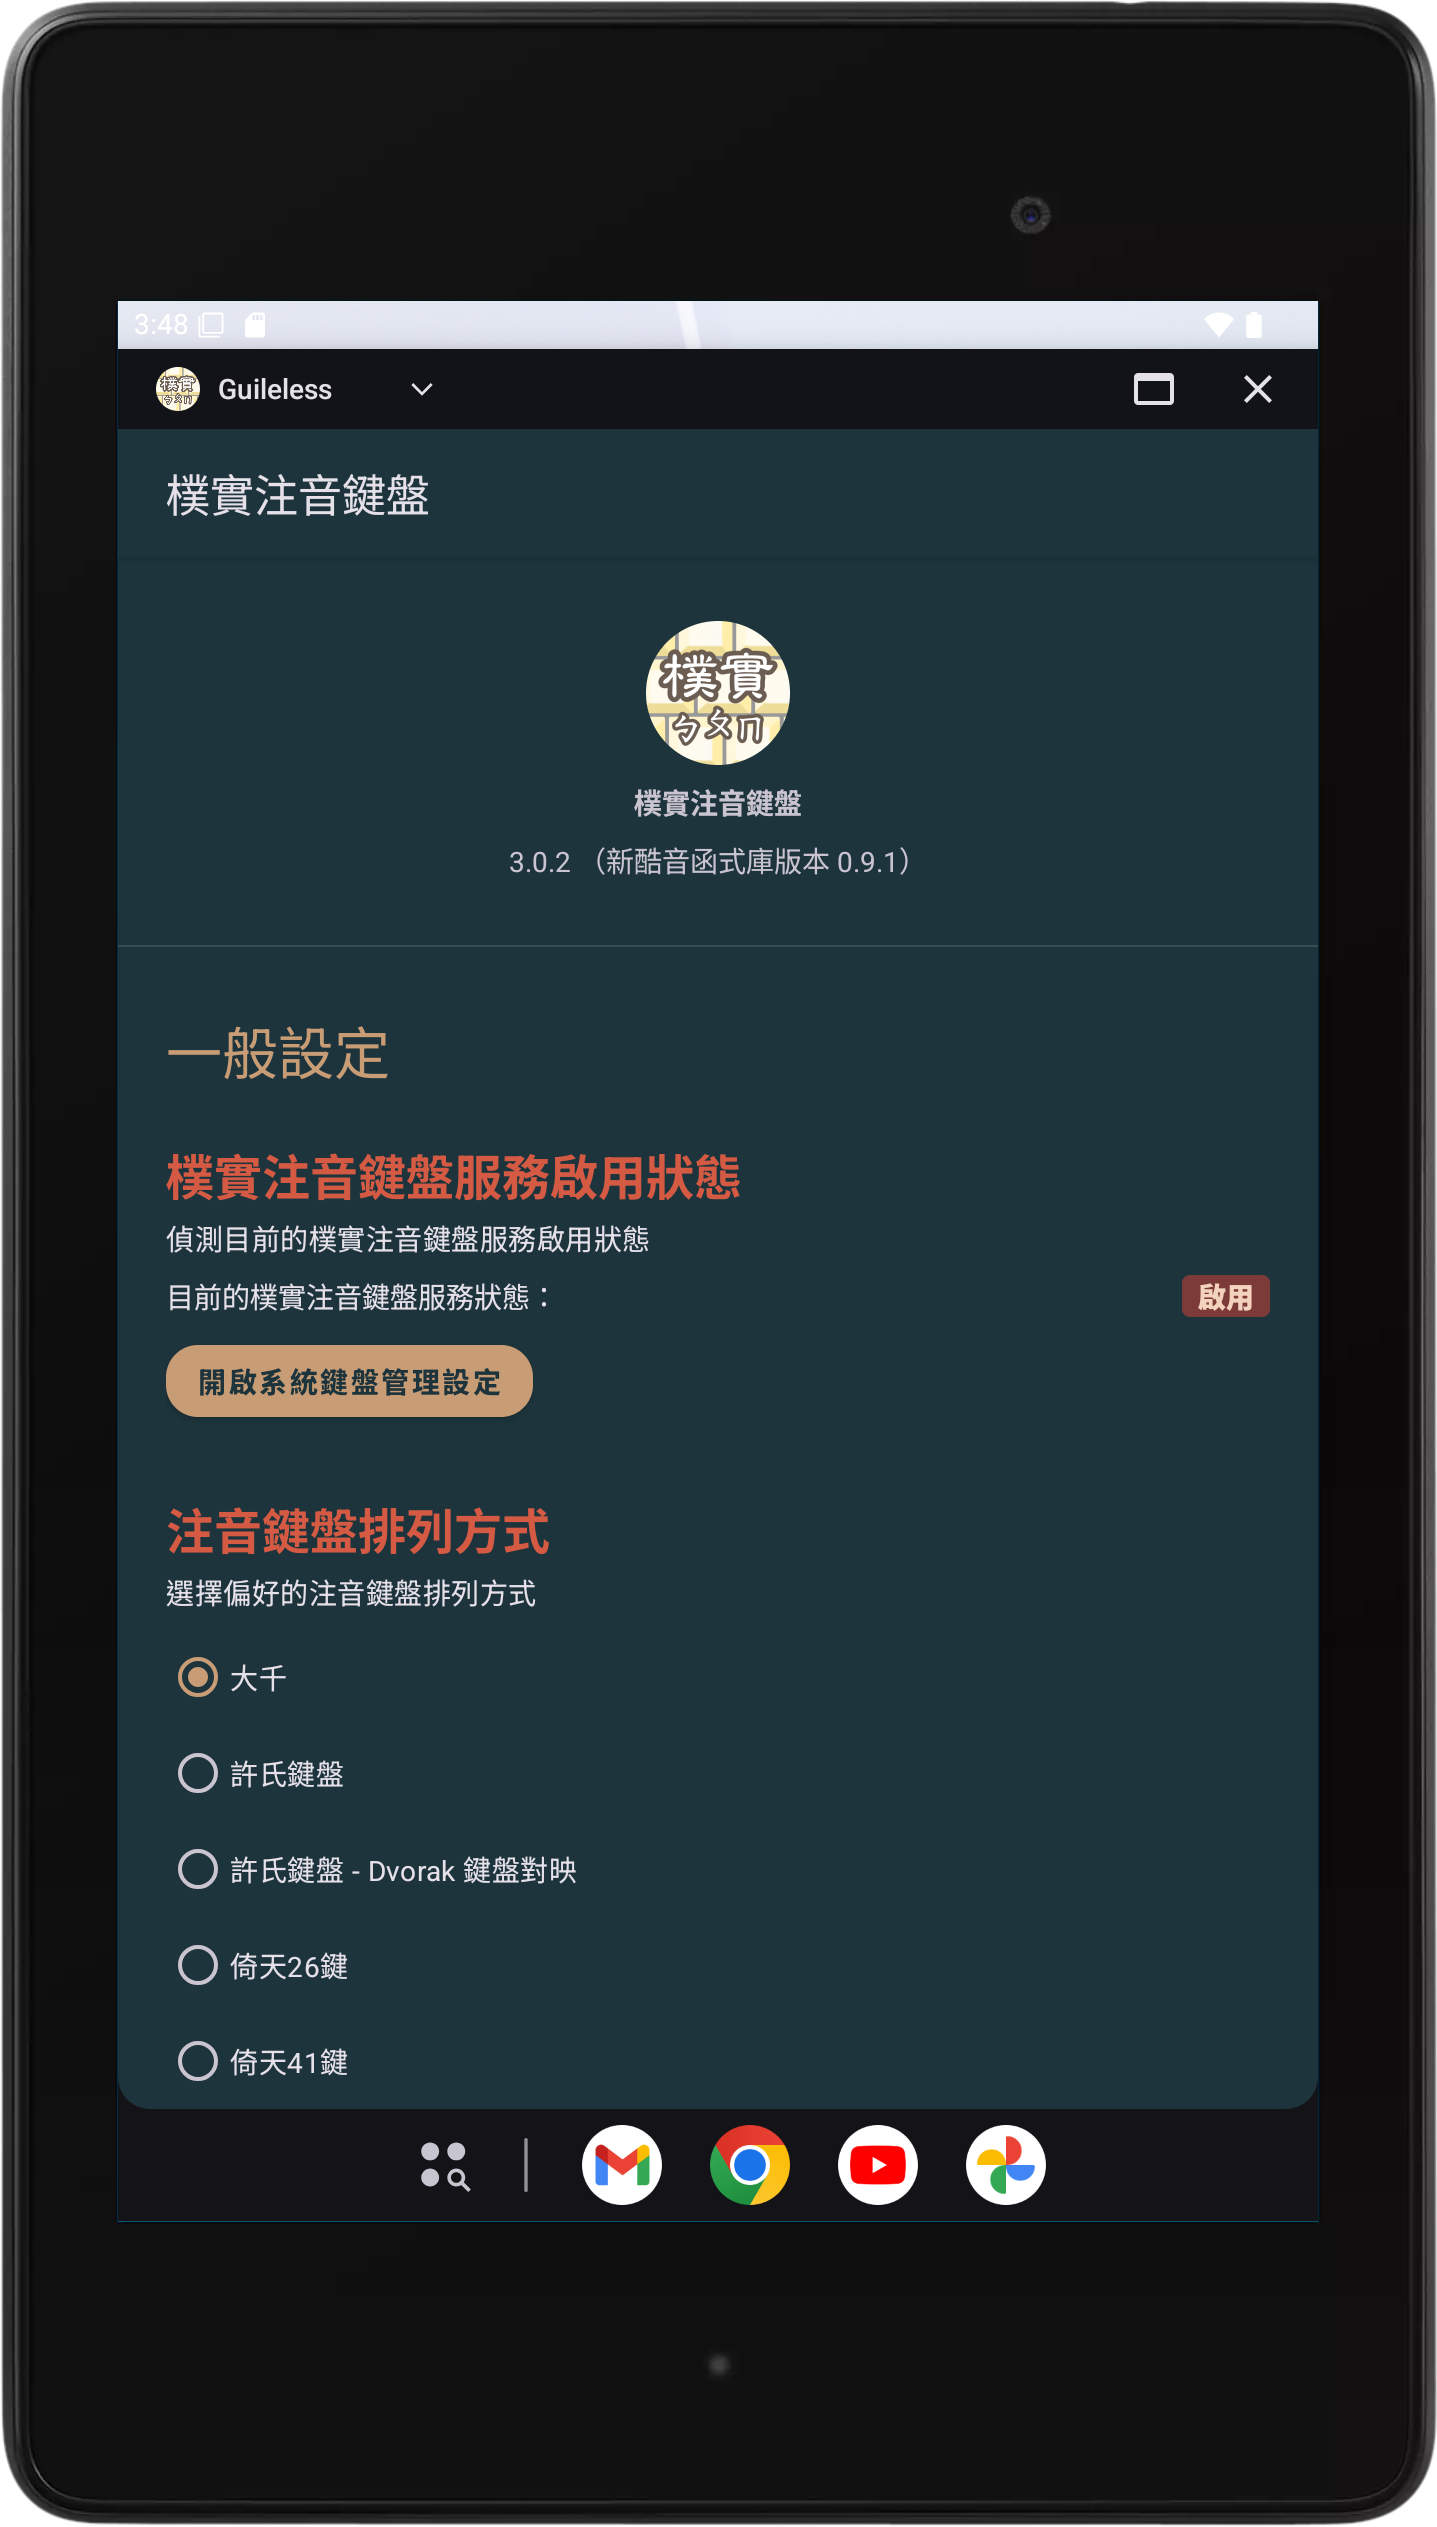 3:48
樸實
ㄅㄆㄇ
Guileless
樸實注音鍵盤
樸實
ㄅㄆㄇ
樸實注音鍵盤
3.0.2 （新酷音函式庫版本 0.9.1）
一般設定
樸實注音鍵盤服務啟用狀態
偵測目前的樸實注音鍵盤服務啟用狀態
目前的樸實注音鍵盤服務狀態： 啟用
開啟系統鍵盤管理設定
注音鍵盤排列方式
選擇偏好的注音鍵盤排列方式
大千
許氏鍵盤
許氏鍵盤 - Dvorak 鍵盤對映
倚天26鍵
倚天41鍵